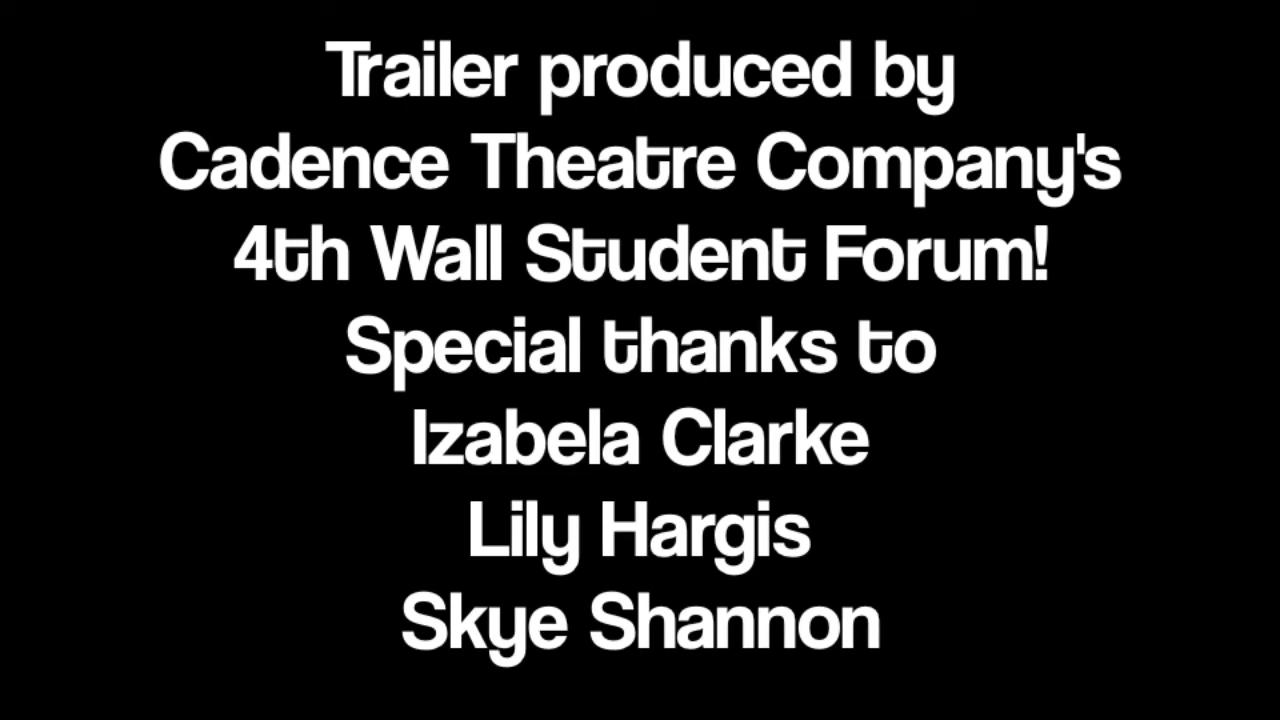 Trailer produced by
Cadence Theatre Company's
4th Wall Student Forum!
Special thanks to
Izabela Clarke
Lily Hargis
Skye Shannon